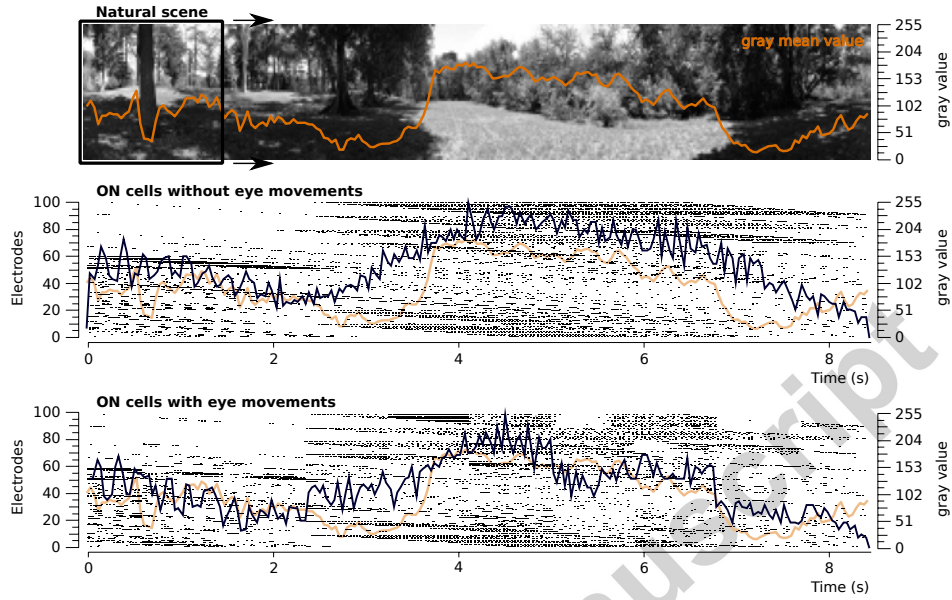 Natural scene
gray mean value
255
204
153
102
51
0
gray value
ON cells without eye movements
100
80
60
40
20
0
Electrodes
255
204
153
102
51
0
gray value
0 2 4 6 8
Time (s)
ON cells with eye movements
100
80
60
40
20
0
Electrodes
255
204
153
102
51
0
gray value
0 2 4 6 8
Time (s)